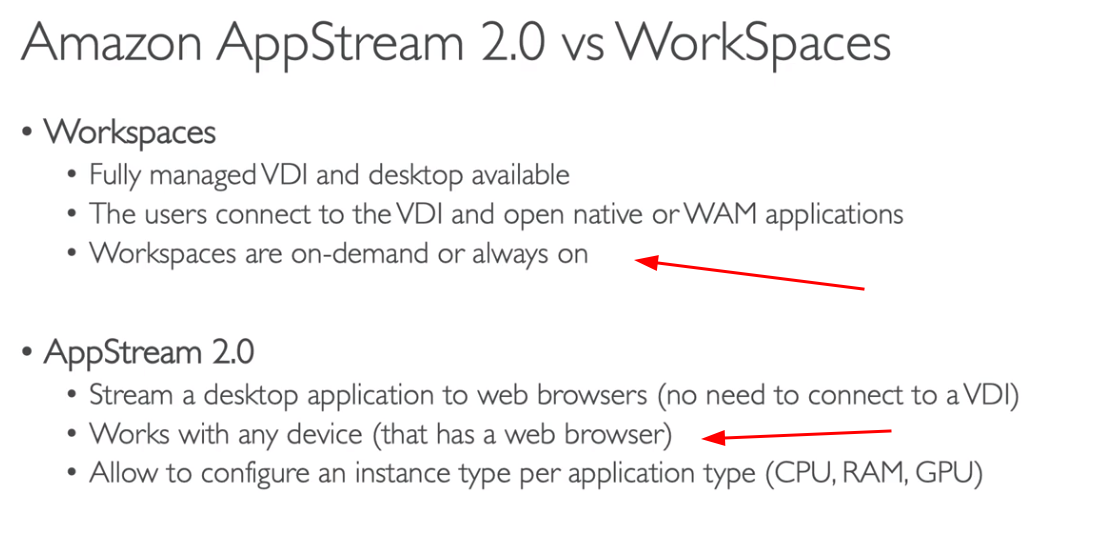 Amazon AppStream 2.0 vs WorkSpaces
• Workspaces
• Fully managed VDI and desktop available
• The users connect to the VDI and open native or WAM applications
• Workspaces are on-demand or always on
• AppStream 2.0
• Stream a desktop application to web browsers (no need to connect to a VDI)
• Works with any device (that has a web browser)
• Allow to configure an instance type per application type (CPU, RAM, GPU)